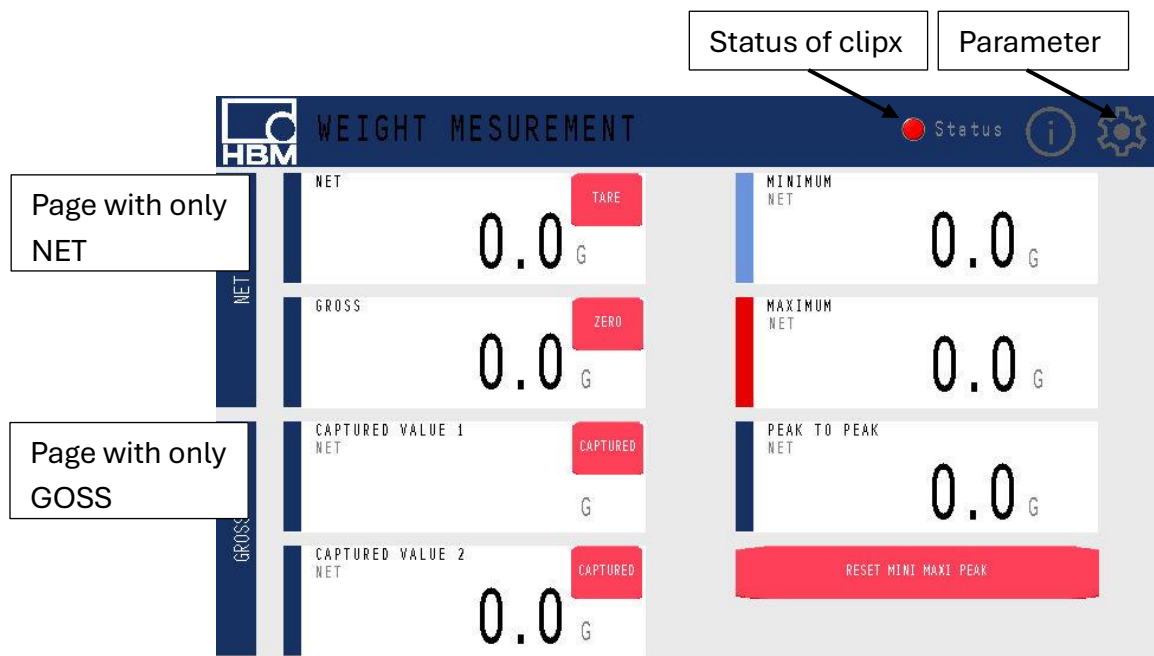 Status of clipx
Parameter
HBM
WEIGHT MESUREMENT
Status
i
Page with only
NET
NET
NET
TARE
0.0 G
GROSS
ZERO
0.0 G
Page with only
GOSS
GROSS
CAPTURED VALUE 1
NET
CAPTURED
G
CAPTURED VALUE 2
NET
CAPTURED
0.0 G
MINIMUM
NET
0.0 G
MAXIMUM
NET
0.0 G
PEAK TO PEAK
NET
0.0 G
RESET MINI MAXI PEAK